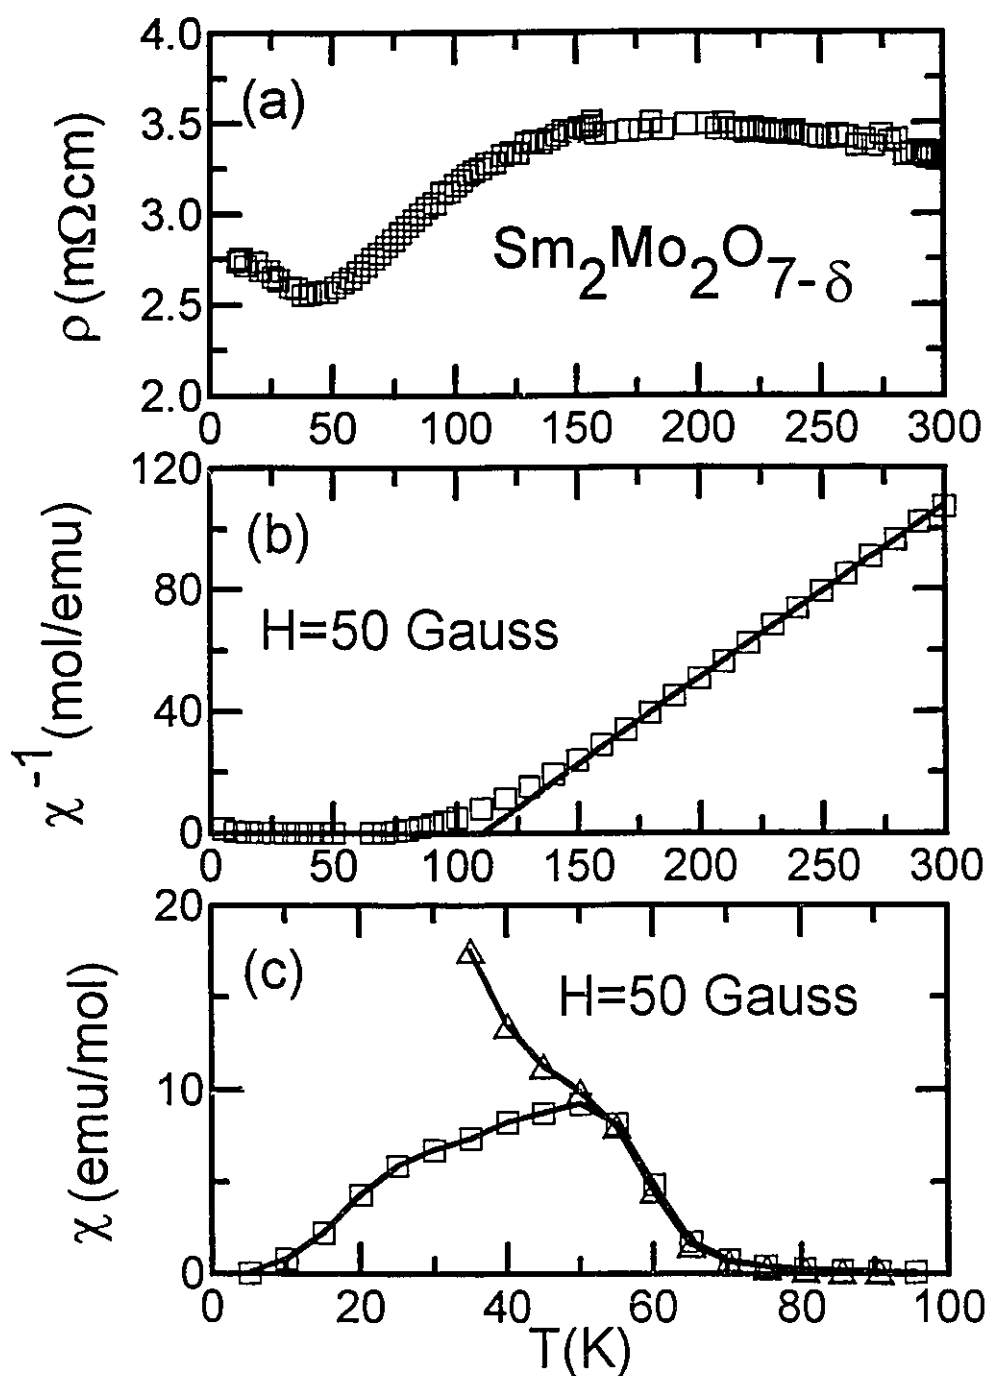 4.0
3.5
3.0
2.5
2.0
ρ (mΩcm)
(a)
Sm₂Mo₂O₇₋δ
0 50 100 150 200 250 300
120
80
40
0
χ⁻¹ (mol/emu)
(b)
H=50 Gauss
0 50 100 150 200 250 300
20
10
0
χ (emu/mol)
(c)
H=50 Gauss
0 20 40 60 80 100
T(K)